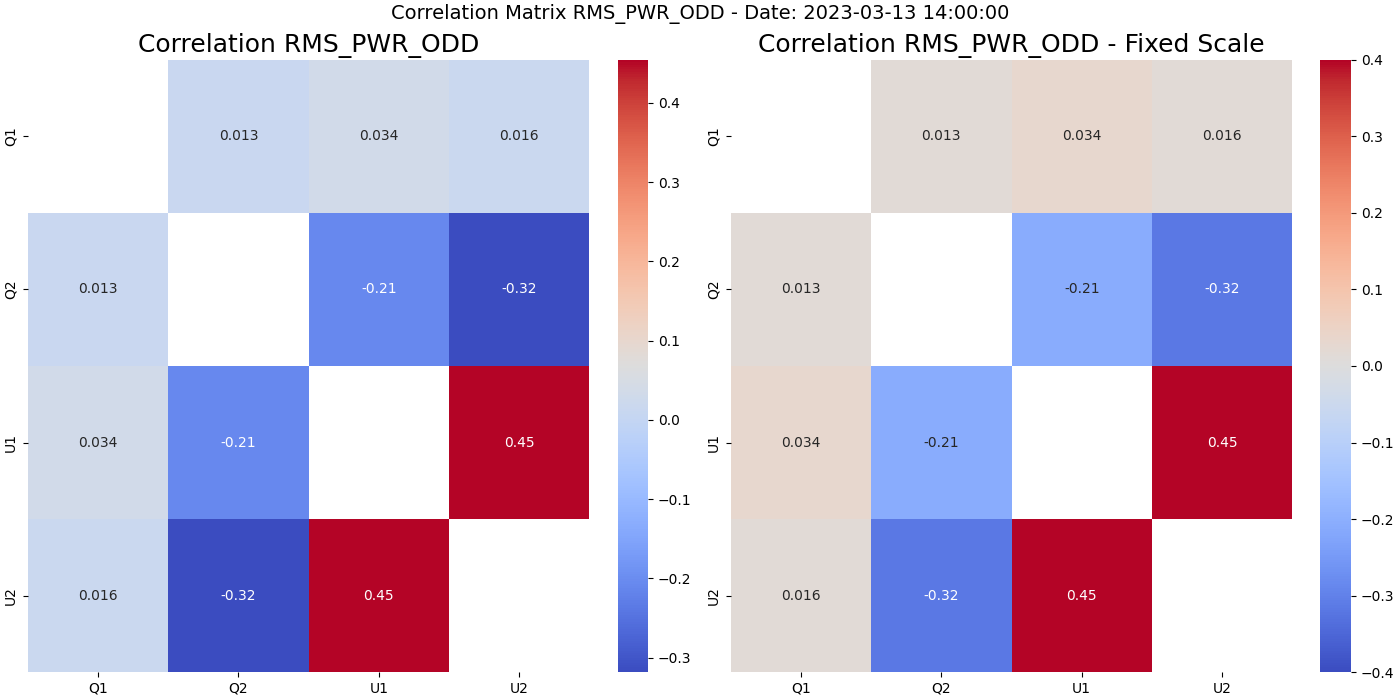 Correlation Matrix RMS_PWR_ODD - Date: 2023-03-13 14:00:00
Correlation RMS_PWR_ODD
Q1
0.013
0.034
0.016
Q2
0.013
-0.21
-0.32
U1
0.034
-0.21
0.45
U2
0.016
-0.32
0.45
Q1
Q2
U1
U2
0.4
0.3
0.2
0.1
0.0
−0.1
−0.2
−0.3
Correlation RMS_PWR_ODD - Fixed Scale
Q1
0.013
0.034
0.016
Q2
0.013
-0.21
-0.32
U1
0.034
-0.21
0.45
U2
0.016
-0.32
0.45
Q1
Q2
U1
U2
0.4
0.3
0.2
0.1
0.0
−0.1
−0.2
−0.3
−0.4